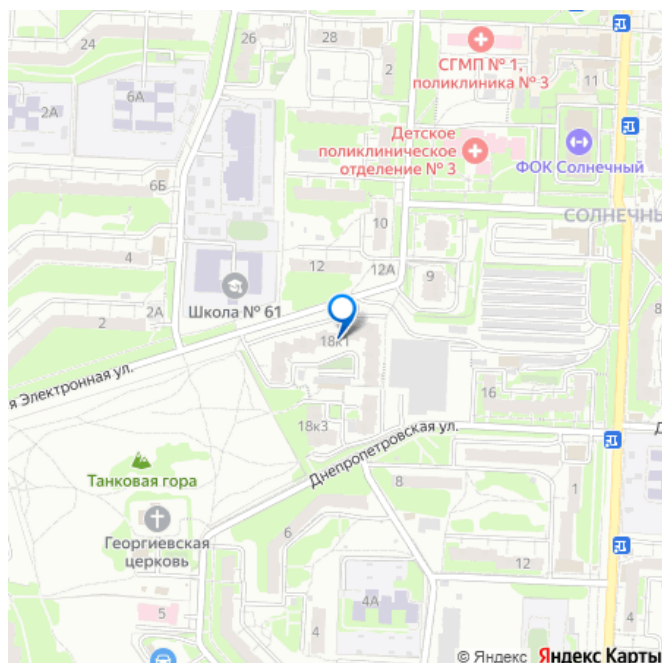 24
26
28
СГМП № 1,
поликлиника № 3
11
6А
2А
Детское
поликлиническое
отделение № 3
ФОК Солнечный
6Б
10
СОЛНЕЧНЫ
4
12
12А
9
Школа № 61
2А
2
8
18к1
я Электронная ул.
16
18к3
Днепропетровская ул.
Д
Танковая гора
8
1
Георгиевская
церковь
6
12
5
4А
4
4
© Яндекс Яндекс Карты